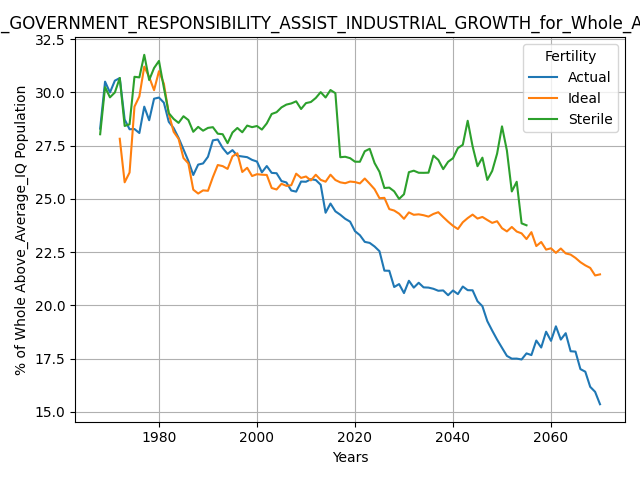 _GOVERNMENT_RESPONSIBILITY_ASSIST_INDUSTRIAL_GROWTH_for_Whole_A
32.5
30.0
27.5
25.0
22.5
20.0
17.5
15.0
% of Whole Above_Average_IQ Population
Fertility
Actual
Ideal
Sterile
1980
2000
2020
2040
2060
Years